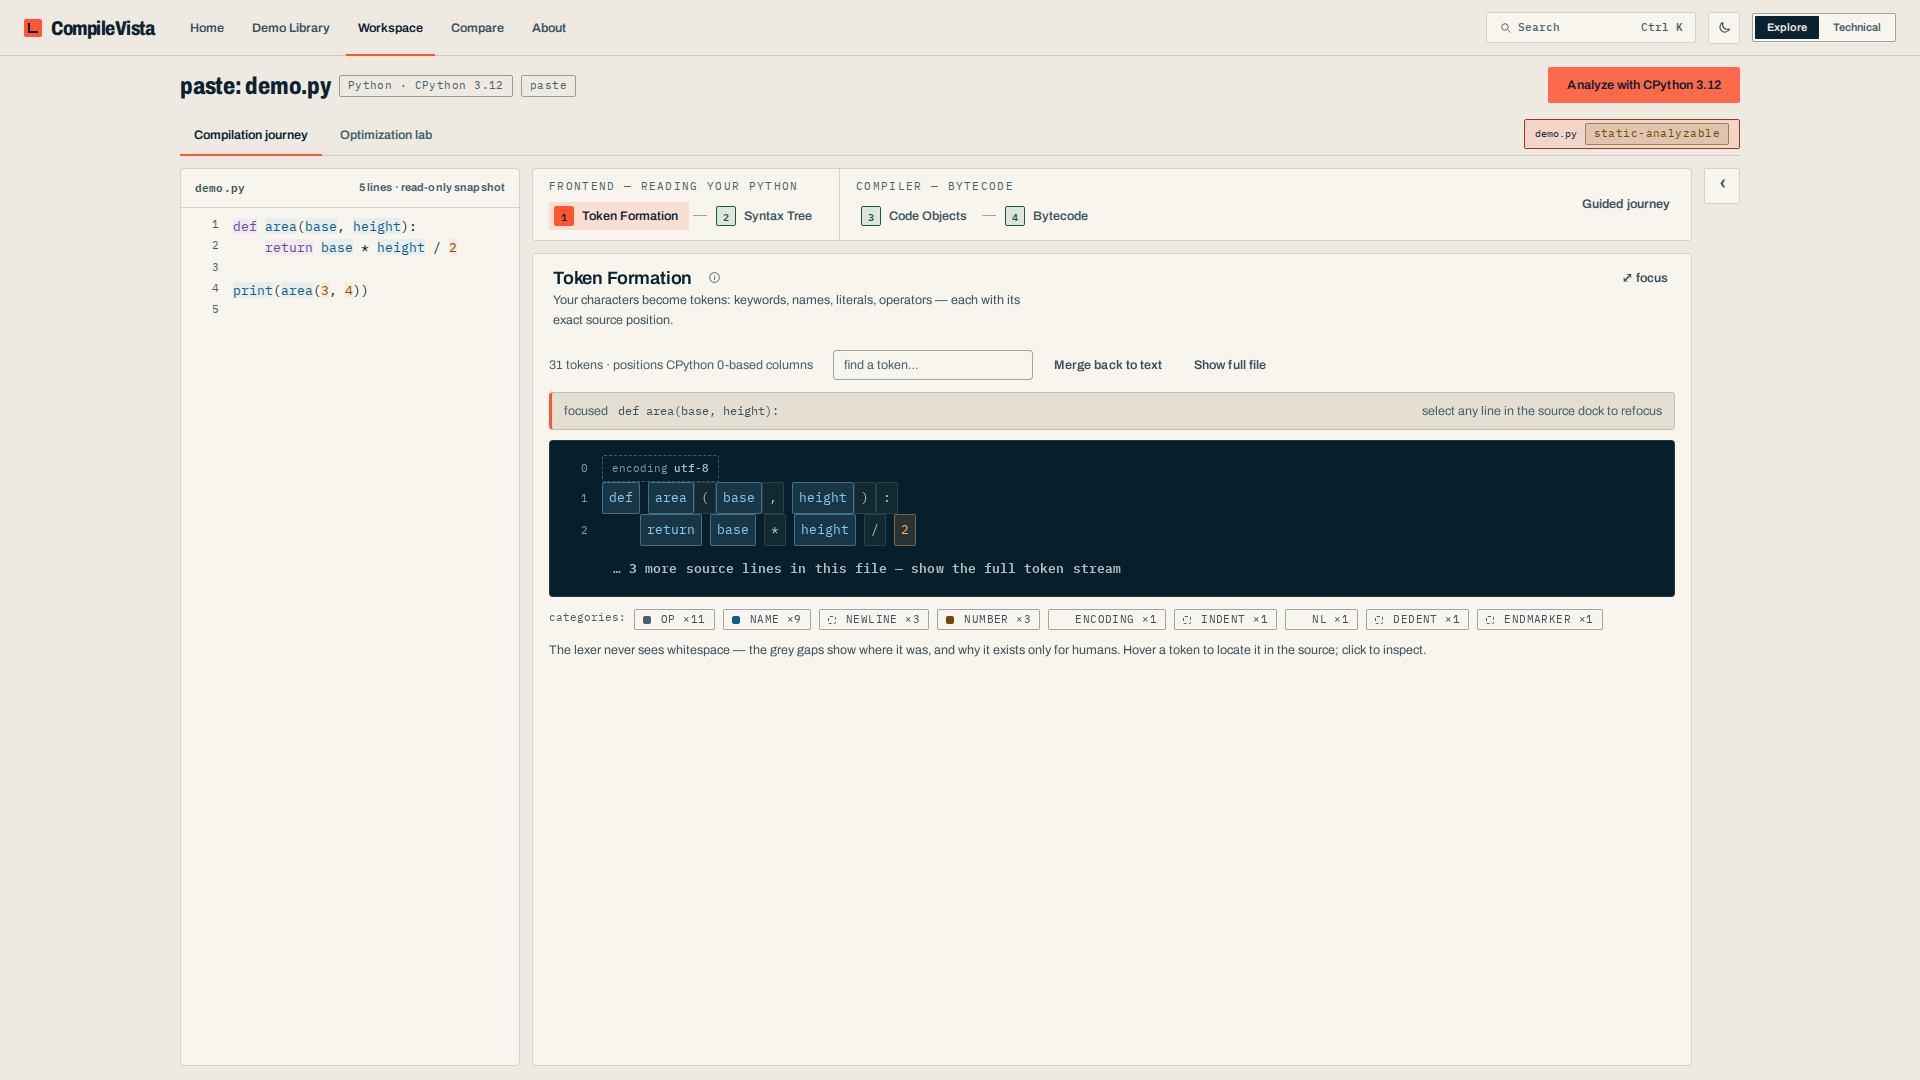 CompileVista Home Demo Library Workspace Compare About Search Ctrl K Explore Technical
paste: demo.py Python · CPython 3.12 paste Analyze with CPython 3.12
Compilation journey Optimization lab demo.py static-analyzable
demo.py 5 lines · read-only snapshot
1 def area(base, height):
2 return base * height / 2
3
4 print(area(3, 4))
5
FRONTEND — READING YOUR PYTHON
1 Token Formation — 2 Syntax Tree
COMPILER — BYTECODE
3 Code Objects — 4 Bytecode
Guided journey
Token Formation
focus
Your characters become tokens: keywords, names, literals, operators — each with its
exact source position.
31 tokens · positions CPython 0-based columns find a token... Merge back to text Show full file
focused def area(base, height): select any line in the source dock to refocus
0 encoding utf-8
1 def area ( base , height ) :
2 return base * height / 2
… 3 more source lines in this file — show the full token stream
categories: OP ×11 NAME ×9 NEWLINE ×3 NUMBER ×3 ENCODING ×1 INDENT ×1 NL ×1 DEDENT ×1 ENDMARKER ×1
The lexer never sees whitespace — the grey gaps show where it was, and why it exists only for humans. Hover a token to locate it in the source; click to inspect.